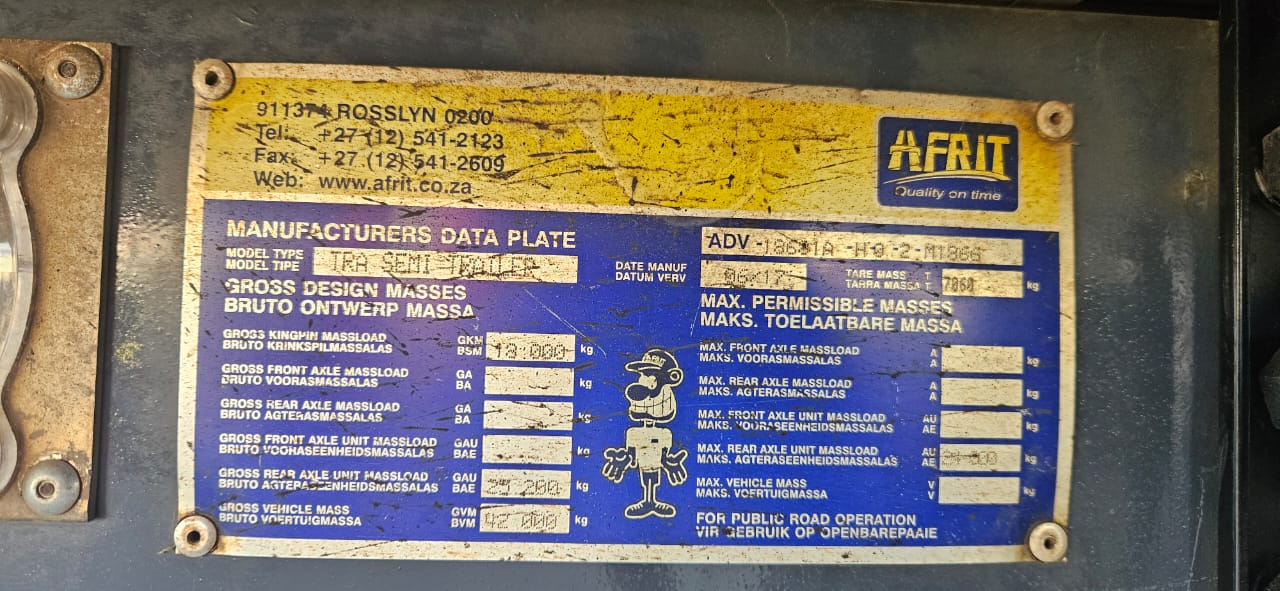 911374 ROSSLYN 0200
Tel: +27 (12) 541-2123
Fax: +27 (12) 541-2609
Web: www.afrit.co.za
AFRIT
Quality on time
MANUFACTURERS DATA PLATE
MODEL TYPE
MODEL TIPE
TRA SEMI TRAILER
ADV
DATE MANUF
DATUM VERV
06-17
TARE MASS T
TARRA MASSA T
7060 kg
GROSS DESIGN MASSES
BRUTO ONTWERP MASSA
GROSS KINGPIN MASSLOAD GKM
BRUTO KRINKSPILMASSALAS BSM
18 000 kg
GROSS FRONT AXLE MASSLOAD GA
BRUTO VOORASMASSALAS BA
kg
GROSS REAR AXLE MASSLOAD GA
BRUTO AGTERASMASSALAS BA
kg
GROSS FRONT AXLE UNIT MASSLOAD GAU
BRUTO VOORASEENHEIDSMASSALAS BAE
kg
GROSS REAR AXLE UNIT MASSLOAD GAU
BRUTO AGTERASEENHEIDSMASSALAS BAE
200 kg
GROSS VEHICLE MASS GVM
BRUTO VOERTUIGMASSA BVM
42 000 kg
AFRIT
MAX. PERMISSIBLE MASSES
MAKS. TOELAATBARE MASSA
MAX. FRONT AXLE MASSLOAD A
MAKS. VOORASMASSALAS A
kg
MAX. REAR AXLE MASSLOAD A
MAKS. AGTERASMASSALAS A
kg
MAX. FRONT AXLE UNIT MASSLOAD AU
MAKS. VOORASEENHEIDSMASSALAS AE
kg
MAX. REAR AXLE UNIT MASSLOAD AU
MAKS. AGTERASEENHEIDSMASSALAS AE
kg
MAX. VEHICLE MASS V
MAKS. VOERTUIGMASSA V
kg
FOR PUBLIC ROAD OPERATION
VIR GEBRUIK OP OPENBAREPAAIE